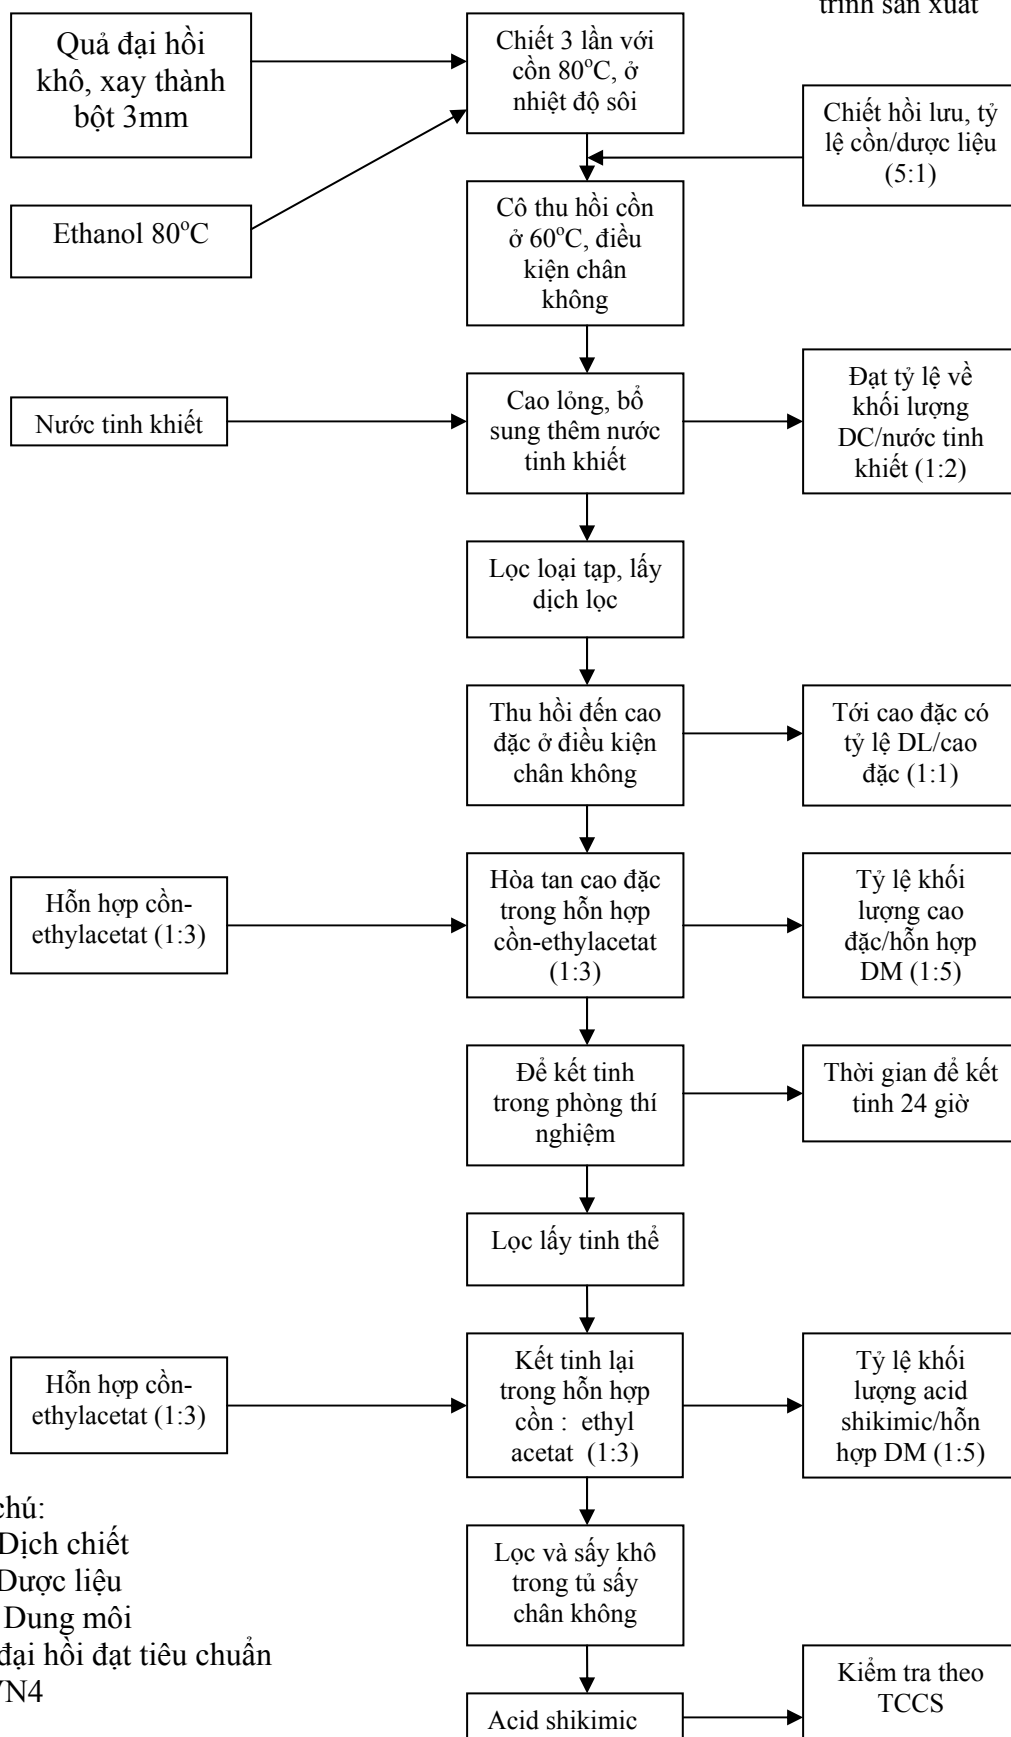 trình sản xuất
Quả đại hồi
khô, xay thành
bột 3mm
Chiết 3 lần với
cồn 80°C, ở
nhiệt độ sôi
Chiết hồi lưu, tỷ
lệ cồn/dược liệu
(5:1)
Ethanol 80°C
Cô thu hồi cồn
ở 60°C, điều
kiện chân
không
Nước tinh khiết
Cao lỏng, bổ
sung thêm nước
tinh khiết
Đạt tỷ lệ về
khối lượng
DC/nước tinh
khiết (1:2)
Lọc loại tạp, lấy
dịch lọc
Thu hồi đến cao
đặc ở điều kiện
chân không
Tới cao đặc có
tỷ lệ DL/cao
đặc (1:1)
Hỗn hợp cồn-
ethylacetat (1:3)
Hòa tan cao đặc
trong hỗn hợp
cồn-ethylacetat
(1:3)
Tỷ lệ khối
lượng cao
đặc/hỗn hợp
DM (1:5)
Để kết tinh
trong phòng thí
nghiệm
Thời gian để kết
tinh 24 giờ
Lọc lấy tinh thể
Hỗn hợp cồn-
ethylacetat (1:3)
Kết tinh lại
trong hỗn hợp
cồn : ethyl
acetat (1:3)
Tỷ lệ khối
lượng acid
shikimic/hỗn
hợp DM (1:5)
chú:
Dịch chiết
Dược liệu
Dung môi
đại hồi đạt tiêu chuẩn
VN4
Lọc và sấy khô
trong tủ sấy
chân không
Acid shikimic
Kiểm tra theo
TCCS